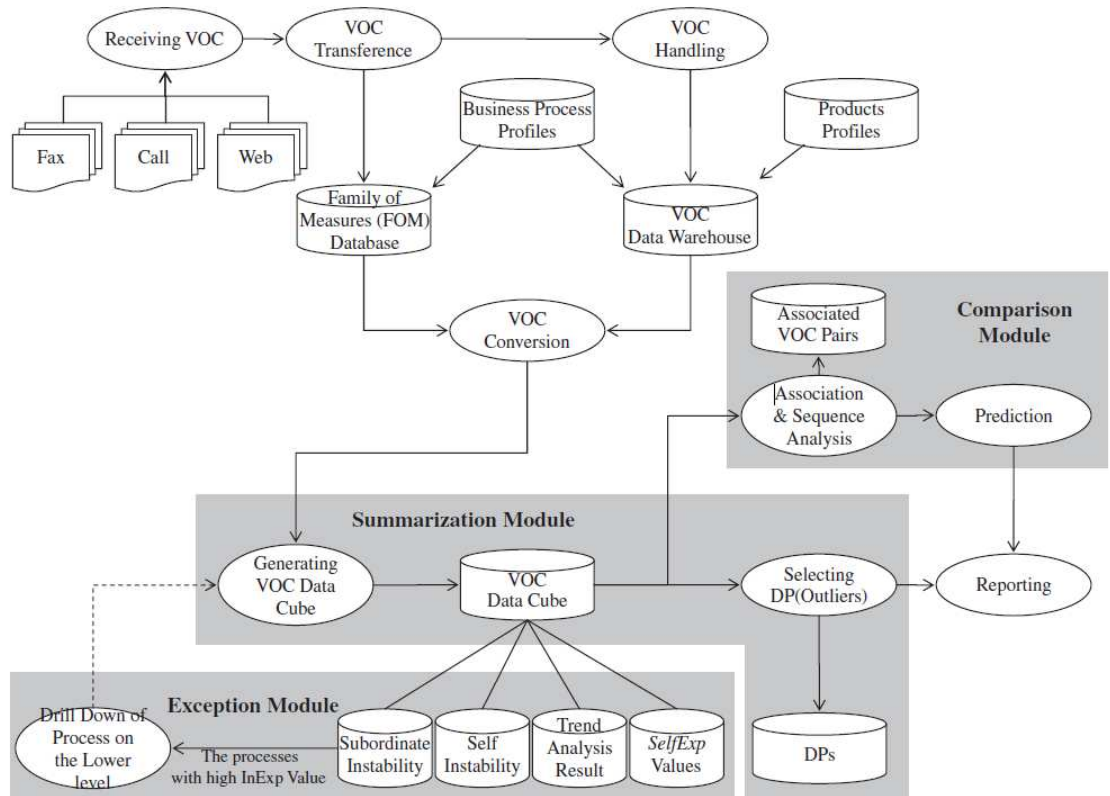 Receiving VOC
VOC
Transference
VOC
Handling
Fax
Call
Web
Business Process
Profiles
Products
Profiles
Family of
Measures (FOM)
Database
VOC
Data Warehouse
VOC
Conversion
Associated
VOC Pairs
Comparison
Module
Association
& Sequence
Analysis
Prediction
Summarization Module
Generating
VOC Data
Cube
VOC
Data Cube
Selecting
DP(Outliers)
Reporting
Exception Module
Drill Down of
Process on
the Lower
level
The processes
with high InExp Value
Subordinate
Instability
Self
Instability
Trend
Analysis
Result
SelfExp
Values
DPs